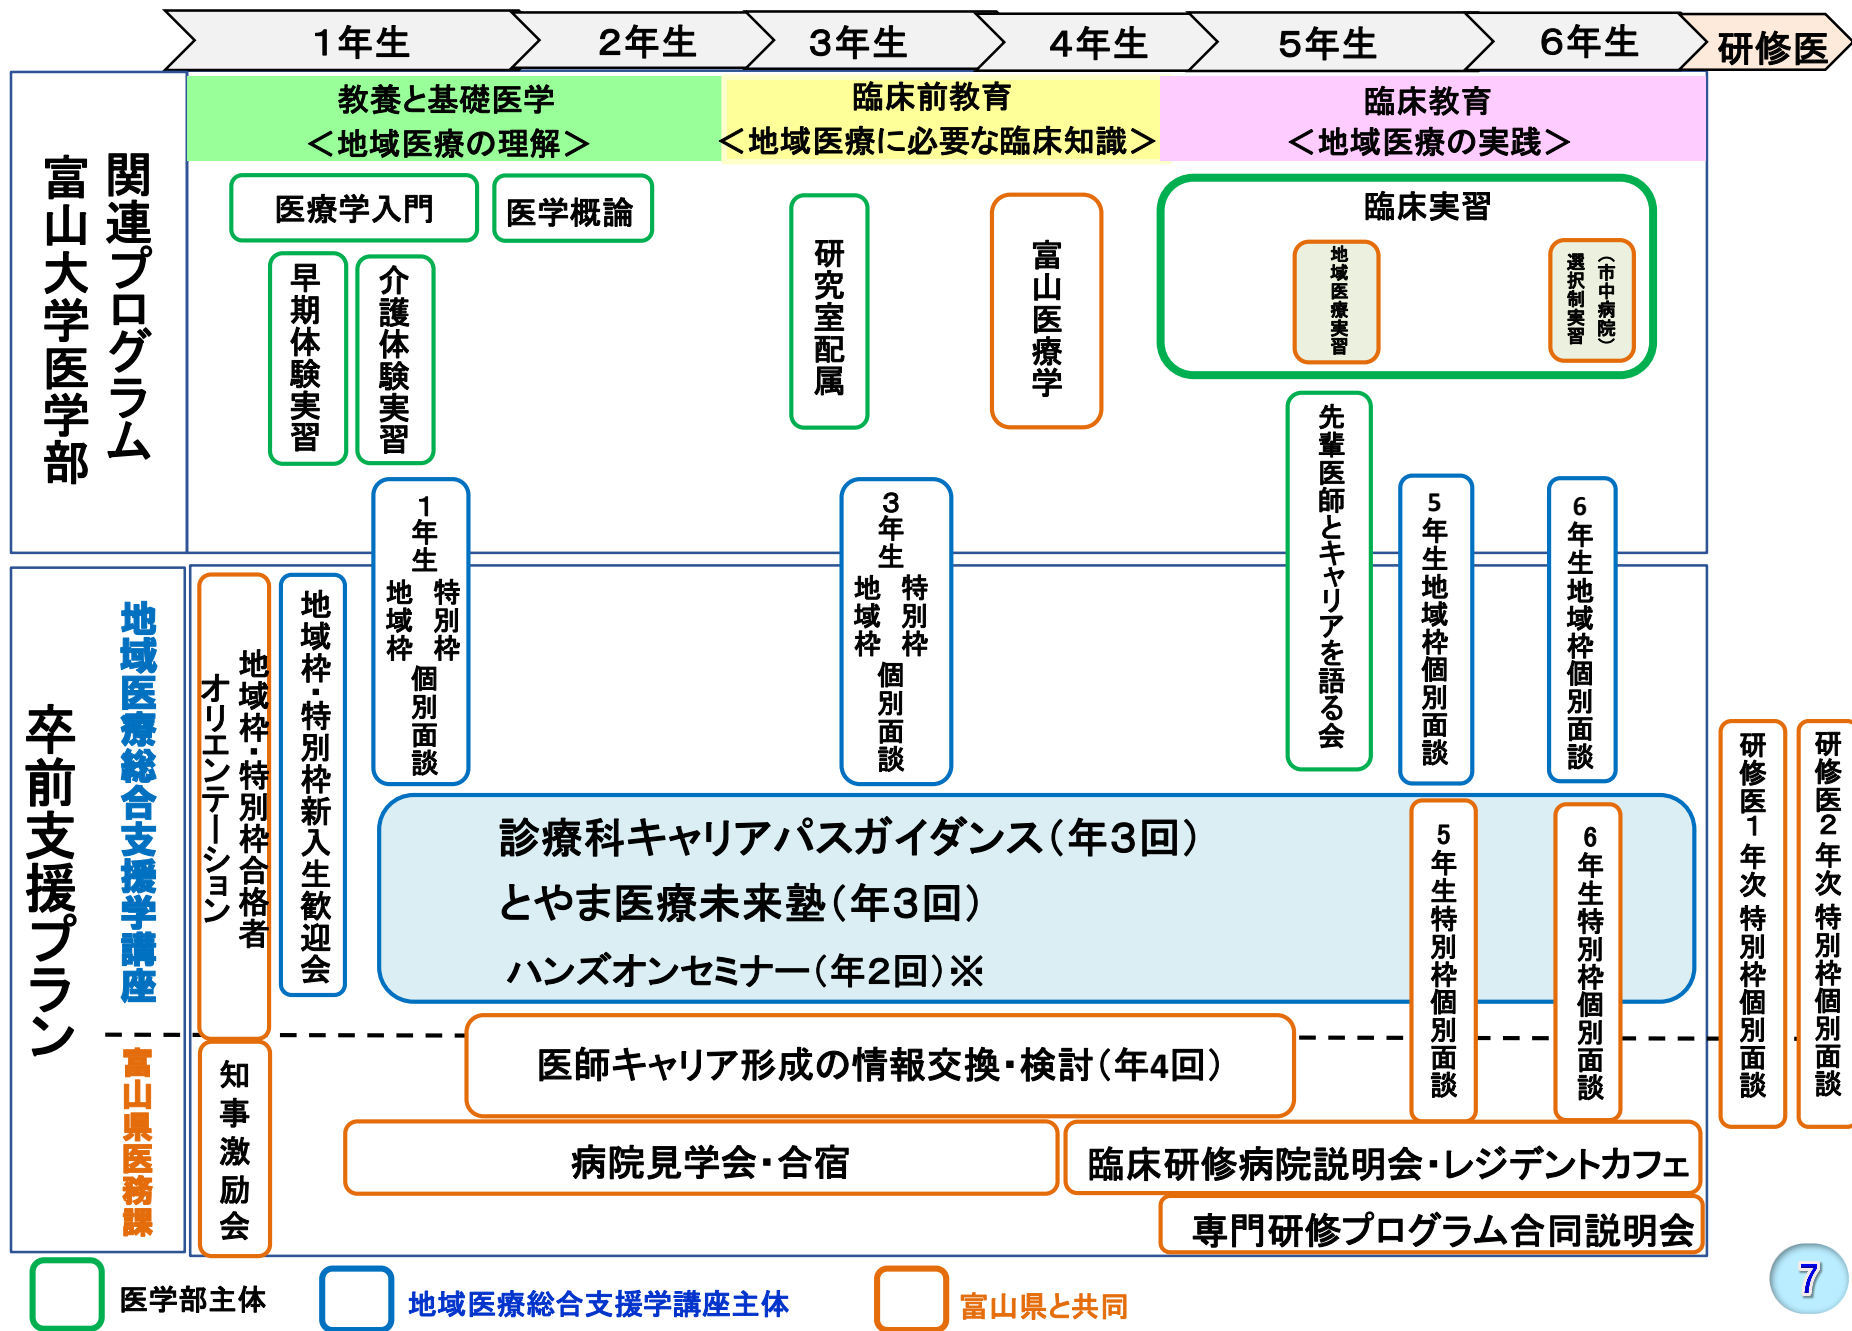 1年生
2年生
3年生
4年生
5年生
6年生
研修医
富山大学医学部
関連プログラム
教養と基礎医学
＜地域医療の理解＞
臨床前教育
＜地域医療に必要な臨床知識＞
臨床教育
＜地域医療の実践＞
医療学入門
医学概論
早期体験実習
介護体験実習
研究室配属
富山医療学
臨床実習
地域医療実習
選択制実習
（市中病院）
先輩医師とキャリアを語る会
1年生
地域枠
特別枠
個別面談
3年生
地域枠
特別枠
個別面談
5年生地域枠個別面談
6年生地域枠個別面談
卒前支援プラン
地域医療総合支援学講座
富山県医務課
地域枠・特別枠合格者
オリエンテーション
地域枠・特別枠新入生歓迎会
診療科キャリアパスガイダンス（年3回）
とやま医療未来塾（年3回）
ハンズオンセミナー（年2回）※
5年生特別枠個別面談
6年生特別枠個別面談
研修医1年次 特別枠個別面談
研修医2年次 特別枠個別面談
知事激励会
医師キャリア形成の情報交換・検討（年4回）
病院見学会・合宿
臨床研修病院説明会・レジデントカフェ
専門研修プログラム合同説明会
医学部主体
地域医療総合支援学講座主体
富山県と共同
7